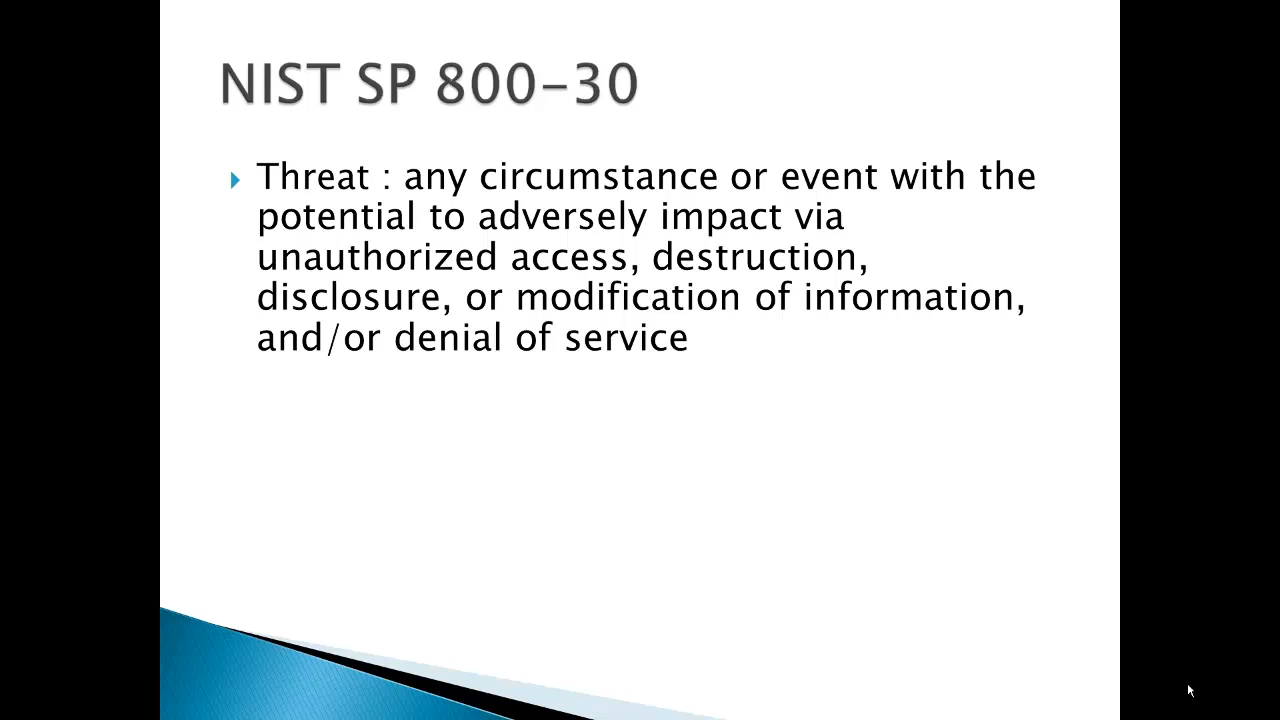 NIST SP 800-30
Threat : any circumstance or event with the
potential to adversely impact via
unauthorized access, destruction,
disclosure, or modification of information,
and/or denial of service